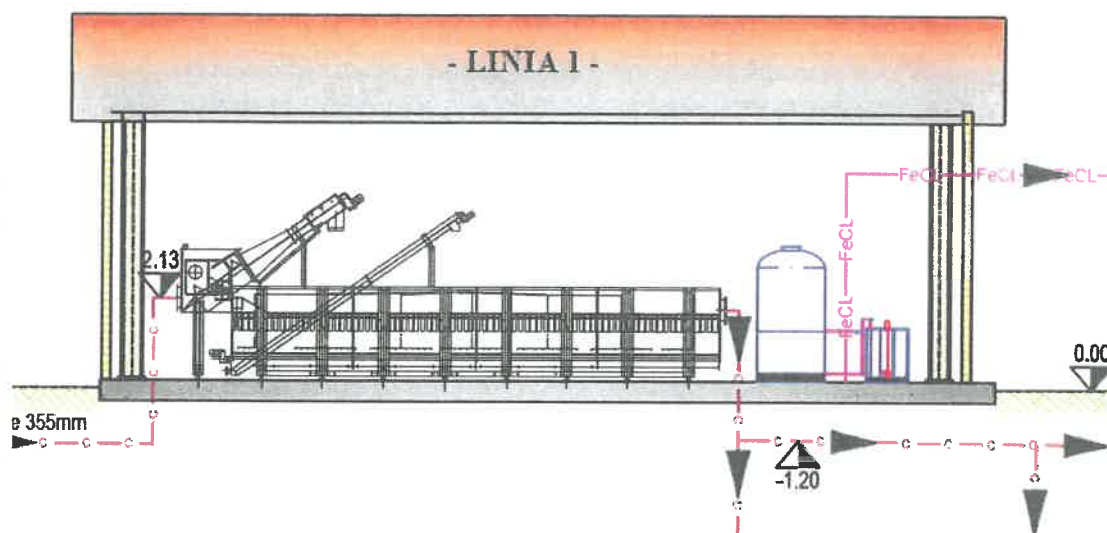 - LINIA 1 -
FeCL FeCL FeCL
FeCL
FeCL
2.13
0.00
e 355mm
c c c
c
c
c
c c c c c c
c
c
c
-1.20